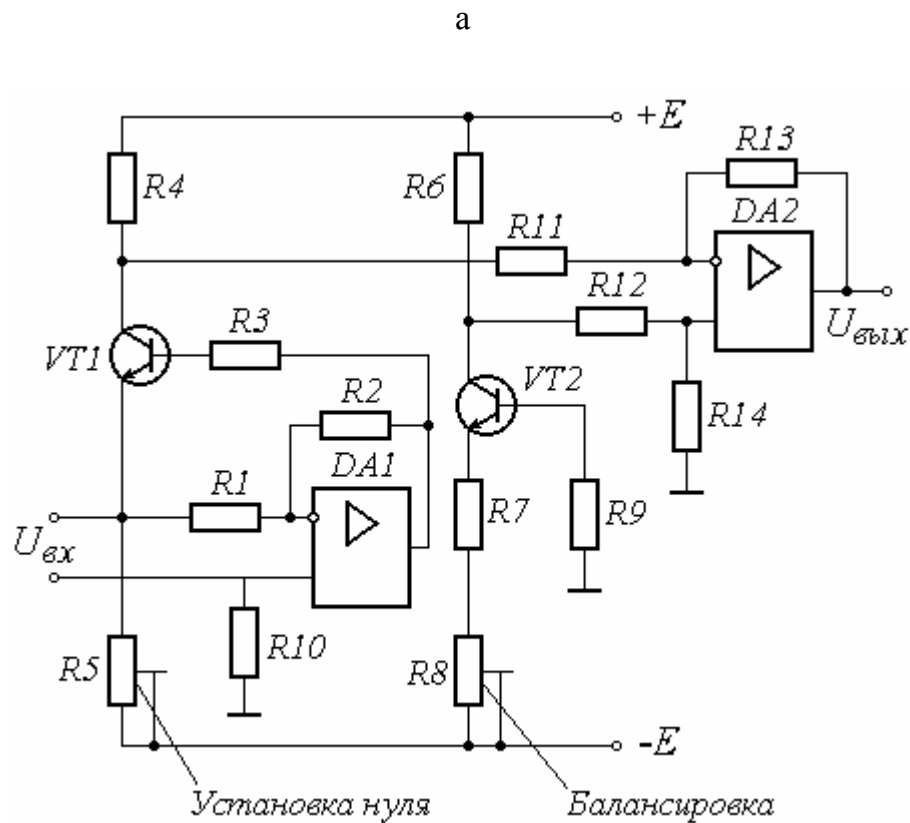 а
+E
R13
R4
R6
DA2
R11
R12
Uвых
VT1
R3
VT2
R2
R14
DA1
R1
R7
R9
Uвх
R10
R5
R8
-E
Установка нуля
Балансировка